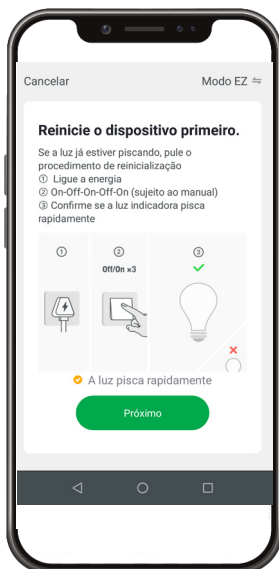 Cancelar
Modo EZ
Reinicie o dispositivo primeiro.
Se a luz já estiver piscando, pule o
procedimento de reinicialização
① Ligue a energia
② On-Off-On-Off-On (sujeito ao manual)
③ Confirme se a luz indicadora pisca
rapidamente
①
②
③
Off/On ×3
A luz pisca rapidamente
Próximo